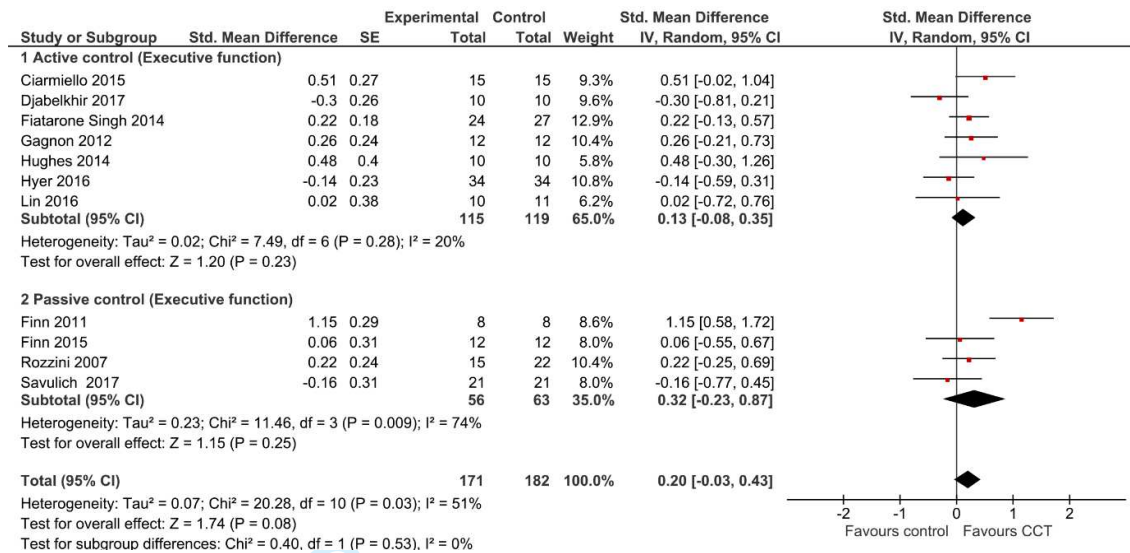 Experimental Control Std. Mean Difference Std. Mean Difference
Study or Subgroup Std. Mean Difference SE Total Total Weight IV, Random, 95% CI IV, Random, 95% CI
1 Active control (Executive function)
Ciarmiello 2015 0.51 0.27 15 15 9.3% 0.51 [-0.02, 1.04]
Djabelkhir 2017 -0.3 0.26 10 10 9.6% -0.30 [-0.81, 0.21]
Fiatarone Singh 2014 0.22 0.18 24 27 12.9% 0.22 [-0.13, 0.57]
Gagnon 2012 0.26 0.24 12 12 10.4% 0.26 [-0.21, 0.73]
Hughes 2014 0.48 0.4 10 10 5.8% 0.48 [-0.30, 1.26]
Hyer 2016 -0.14 0.23 34 34 10.8% -0.14 [-0.59, 0.31]
Lin 2016 0.02 0.38 10 11 6.2% 0.02 [-0.72, 0.76]
Subtotal (95% CI) 115 119 65.0% 0.13 [-0.08, 0.35]
Heterogeneity: Tau² = 0.02; Chi² = 7.49, df = 6 (P = 0.28); I² = 20%
Test for overall effect: Z = 1.20 (P = 0.23)
2 Passive control (Executive function)
Finn 2011 1.15 0.29 8 8 8.6% 1.15 [0.58, 1.72]
Finn 2015 0.06 0.31 12 12 8.0% 0.06 [-0.55, 0.67]
Rozzini 2007 0.22 0.24 15 22 10.4% 0.22 [-0.25, 0.69]
Savulich 2017 -0.16 0.31 21 21 8.0% -0.16 [-0.77, 0.45]
Subtotal (95% CI) 56 63 35.0% 0.32 [-0.23, 0.87]
Heterogeneity: Tau² = 0.23; Chi² = 11.46, df = 3 (P = 0.009); I² = 74%
Test for overall effect: Z = 1.15 (P = 0.25)
Total (95% CI) 171 182 100.0% 0.20 [-0.03, 0.43]
Heterogeneity: Tau² = 0.07; Chi² = 20.28, df = 10 (P = 0.03); I² = 51%
Test for overall effect: Z = 1.74 (P = 0.08)
Test for subgroup differences: Chi² = 0.40, df = 1 (P = 0.53), I² = 0%
-2 -1 0 1 2
Favours control Favours CCT